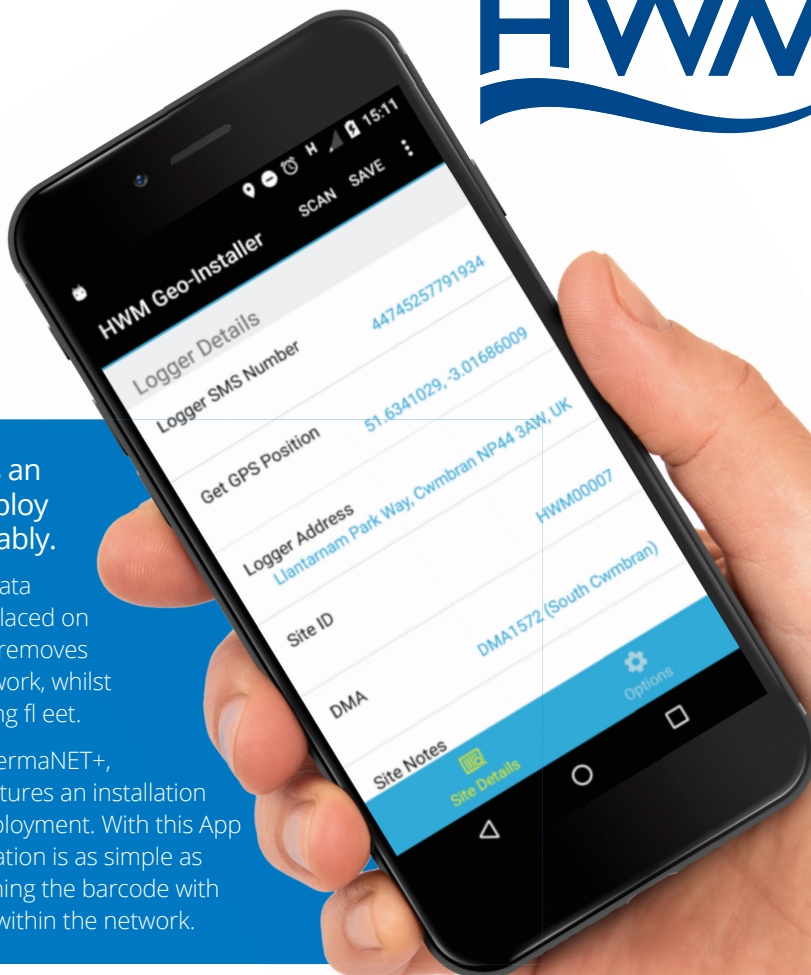 HWM
15:11
HWM Geo-Installer SCAN SAVE
Logger Details
Logger SMS Number 44745257791934
Get GPS Position 51.6341029, -3.01686009
Logger Address
Llantarnam Park Way, Cwmbran NP44 3AW, UK
Site ID HWM00007
DMA DMA1572 (South Cwmbran)
Site Notes
Site Details Options
an
ploy
ably.
ata
laced on
removes
work, whilst
ng fl eet.
ermaNET+,
tures an installation
ployment. With this App
ation is as simple as
ning the barcode with
within the network.